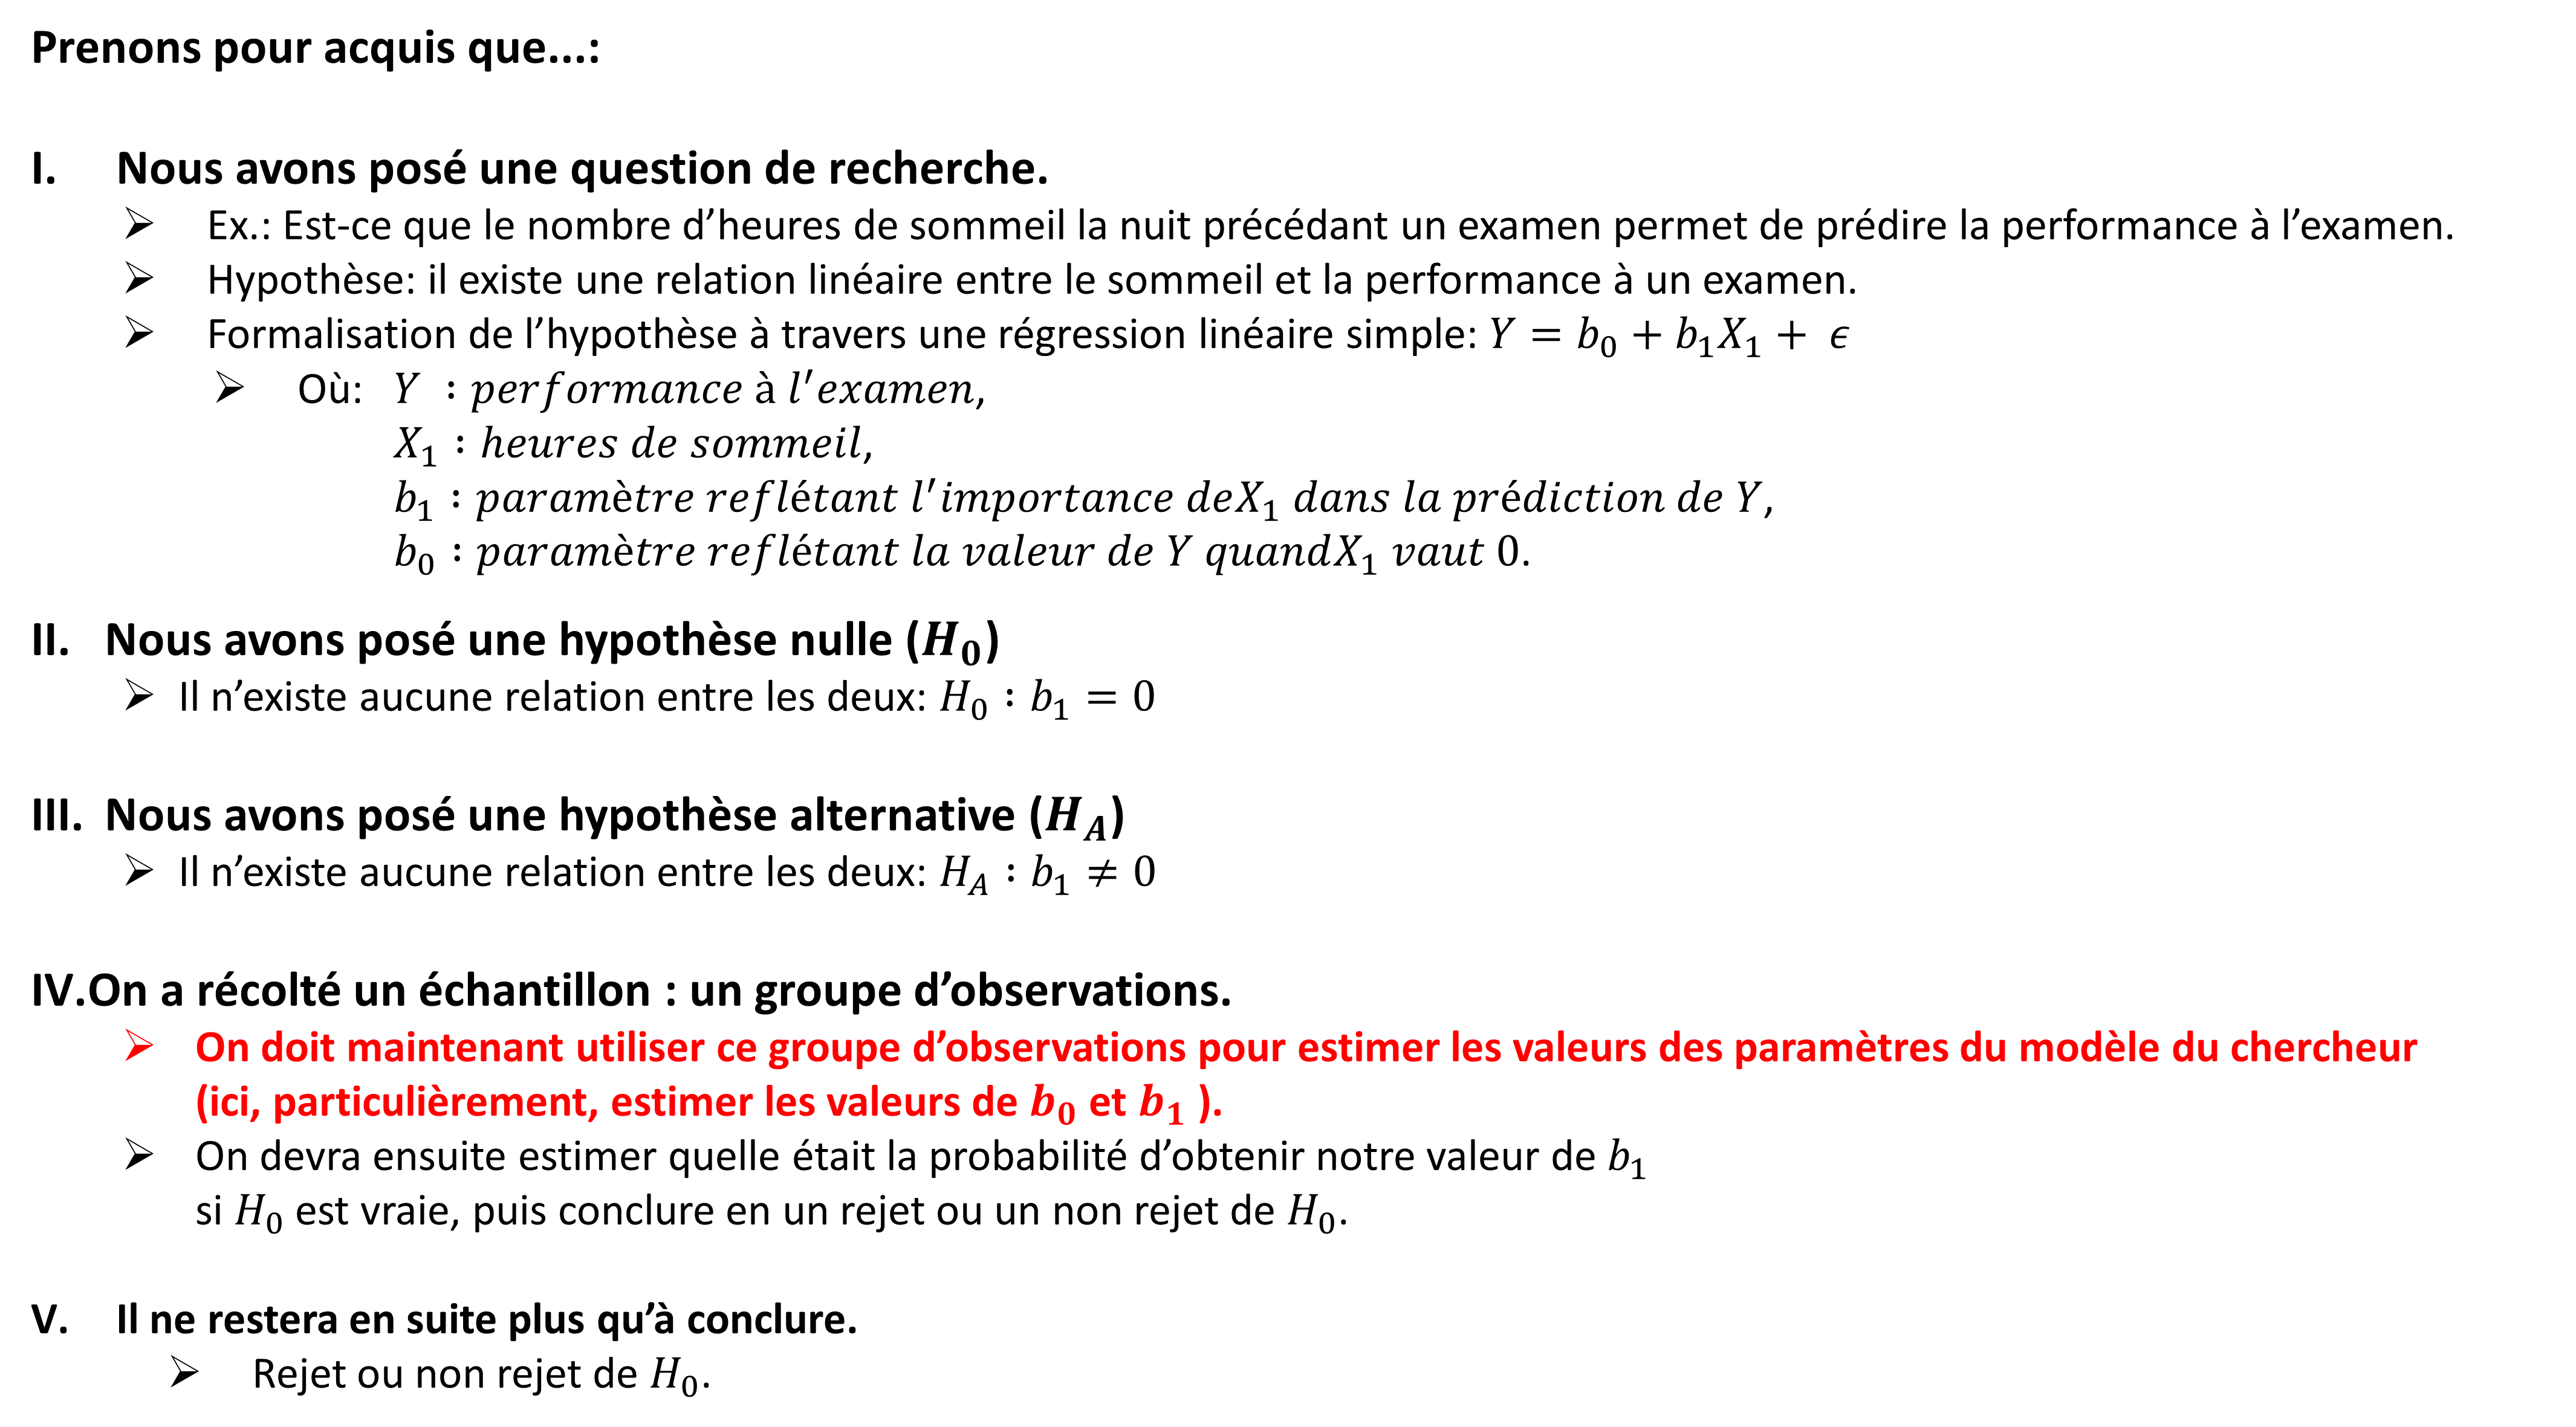 Prenons pour acquis que...:
I. Nous avons posé une question de recherche.
➢ Ex.: Est-ce que le nombre d’heures de sommeil la nuit précédant un examen permet de prédire la performance à l’examen.
➢ Hypothèse: il existe une relation linéaire entre le sommeil et la performance à un examen.
➢ Formalisation de l’hypothèse à travers une régression linéaire simple: Y = b₀ + b₁X₁ + ϵ
➢ Où: Y : performance à l′examen,
X₁ : heures de sommeil,
b₁ : paramètre reflétant l′importance deX₁ dans la prédiction de Y,
b₀ : paramètre reflétant la valeur de Y quandX₁ vaut 0.
II. Nous avons posé une hypothèse nulle (H₀)
➢ Il n’existe aucune relation entre les deux: H₀ : b₁ = 0
III. Nous avons posé une hypothèse alternative (H_A)
➢ Il n’existe aucune relation entre les deux: H_A : b₁ ≠ 0
IV.On a récolté un échantillon : un groupe d’observations.
➢ On doit maintenant utiliser ce groupe d’observations pour estimer les valeurs des paramètres du modèle du chercheur
(ici, particulièrement, estimer les valeurs de b₀ et b₁ ).
➢ On devra ensuite estimer quelle était la probabilité d’obtenir notre valeur de b₁
si H₀ est vraie, puis conclure en un rejet ou un non rejet de H₀.
V. Il ne restera en suite plus qu’à conclure.
➢ Rejet ou non rejet de H₀.